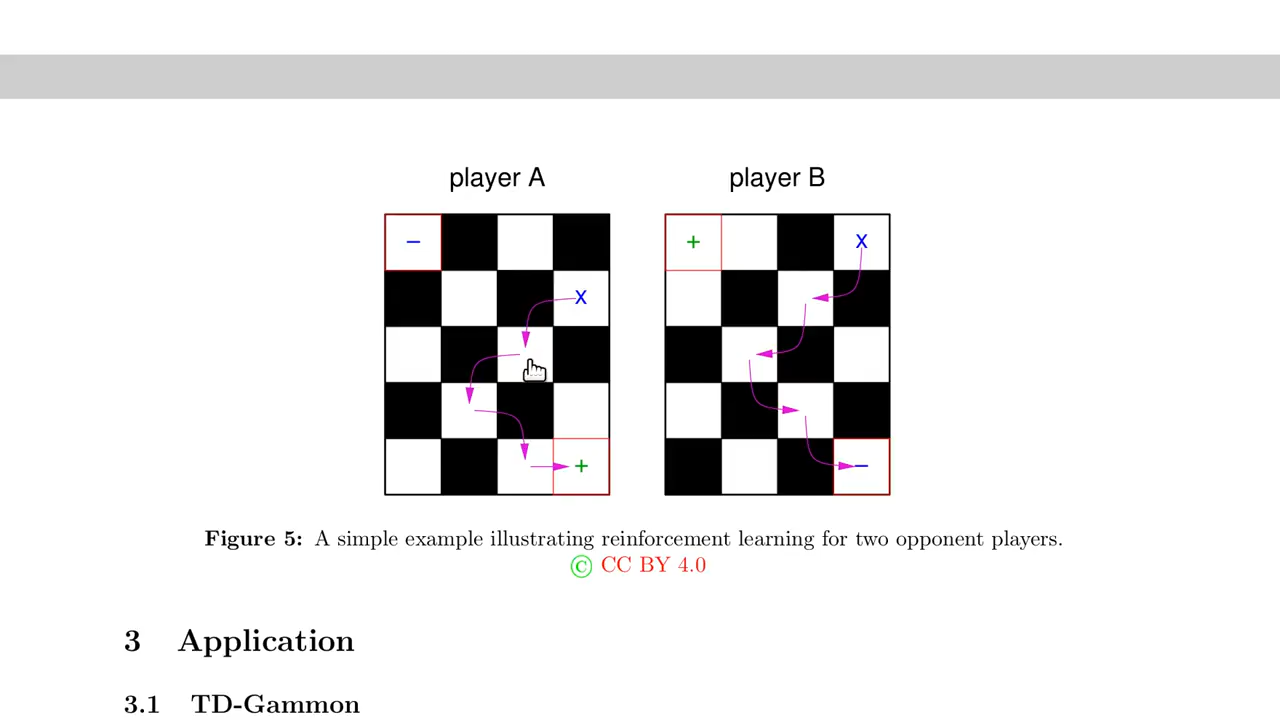 player A player B
– +
x
x
+ –
Figure 5: A simple example illustrating reinforcement learning for two opponent players.
© CC BY 4.0
3 Application
3.1 TD-Gammon